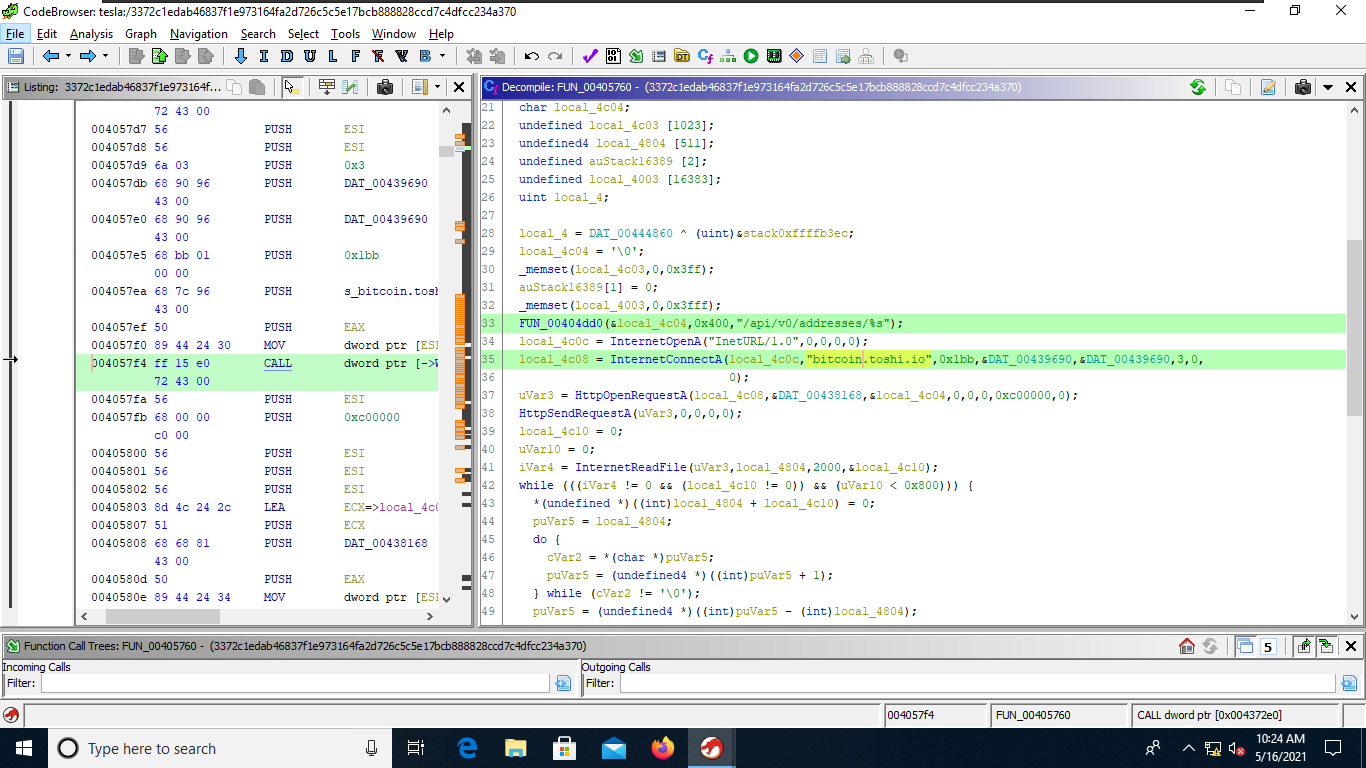 CodeBrowser: tesla:/3372c1edab46837f1e973164fa2d726c5c5e17bcb888828ccd7c4dfcc234a370
File Edit Analysis Graph Navigation Search Select Tools Window Help
I D U L F R V B
Listing: 3372c1edab46837f1e973164f...
72 43 00
004057d7 56 PUSH ESI
004057d8 56 PUSH ESI
004057d9 6a 03 PUSH 0x3
004057db 68 90 96 PUSH DAT_00439690
43 00
004057e0 68 90 96 PUSH DAT_00439690
43 00
004057e5 68 bb 01 PUSH 0x1bb
00 00
004057ea 68 7c 96 PUSH s_bitcoin.tosh
43 00
004057ef 50 PUSH EAX
004057f0 89 44 24 30 MOV dword ptr [ES
004057f4 ff 15 e0 CALL dword ptr [->W
72 43 00
004057fa 56 PUSH ESI
004057fb 68 00 00 PUSH 0xc00000
c0 00
00405800 56 PUSH ESI
00405801 56 PUSH ESI
00405802 56 PUSH ESI
00405803 8d 4c 24 2c LEA ECX=>local_4c0
00405807 51 PUSH ECX
00405808 68 68 81 PUSH DAT_00438168
43 00
0040580d 50 PUSH EAX
0040580e 89 44 24 34 MOV dword ptr [ES
Decompile: FUN_00405760 - (3372c1edab46837f1e973164fa2d726c5c5e17bcb888828ccd7c4dfcc234a370)
21 char local_4c04;
22 undefined local_4c03 [1023];
23 undefined4 local_4804 [511];
24 undefined auStack16389 [2];
25 undefined local_4003 [16383];
26 uint local_4;
27
28 local_4 = DAT_00444860 ^ (uint)&stack0xffffb3ec;
29 local_4c04 = '\0';
30 _memset(local_4c03,0,0x3ff);
31 auStack16389[1] = 0;
32 _memset(local_4003,0,0x3fff);
33 FUN_00404dd0(&local_4c04,0x400,"/api/v0/addresses/%s");
34 local_4c0c = InternetOpenA("InetURL/1.0",0,0,0,0);
35 local_4c08 = InternetConnectA(local_4c0c,"bitcoin.toshi.io",0x1bb,&DAT_00439690,&DAT_00439690,3,0,
36 0);
37 uVar3 = HttpOpenRequestA(local_4c08,&DAT_00438168,&local_4c04,0,0,0,0xc00000,0);
38 HttpSendRequestA(uVar3,0,0,0,0);
39 local_4c10 = 0;
40 uVar10 = 0;
41 iVar4 = InternetReadFile(uVar3,local_4804,2000,&local_4c10);
42 while (((iVar4 != 0 && (local_4c10 != 0)) && (uVar10 < 0x800))) {
43 *(undefined *)((int)local_4804 + local_4c10) = 0;
44 puVar5 = local_4804;
45 do {
46 cVar2 = *(char *)puVar5;
47 puVar5 = (undefined4 *)((int)puVar5 + 1);
48 } while (cVar2 != '\0');
49 puVar5 = (undefined4 *)((int)puVar5 - (int)local_4804);
Function Call Trees: FUN_00405760 - (3372c1edab46837f1e973164fa2d726c5c5e17bcb888828ccd7c4dfcc234a370)
5
Incoming Calls
Filter:
Outgoing Calls
Filter:
004057f4 FUN_00405760 CALL dword ptr [0x004372e0]
Type here to search
10:24 AM
5/16/2021